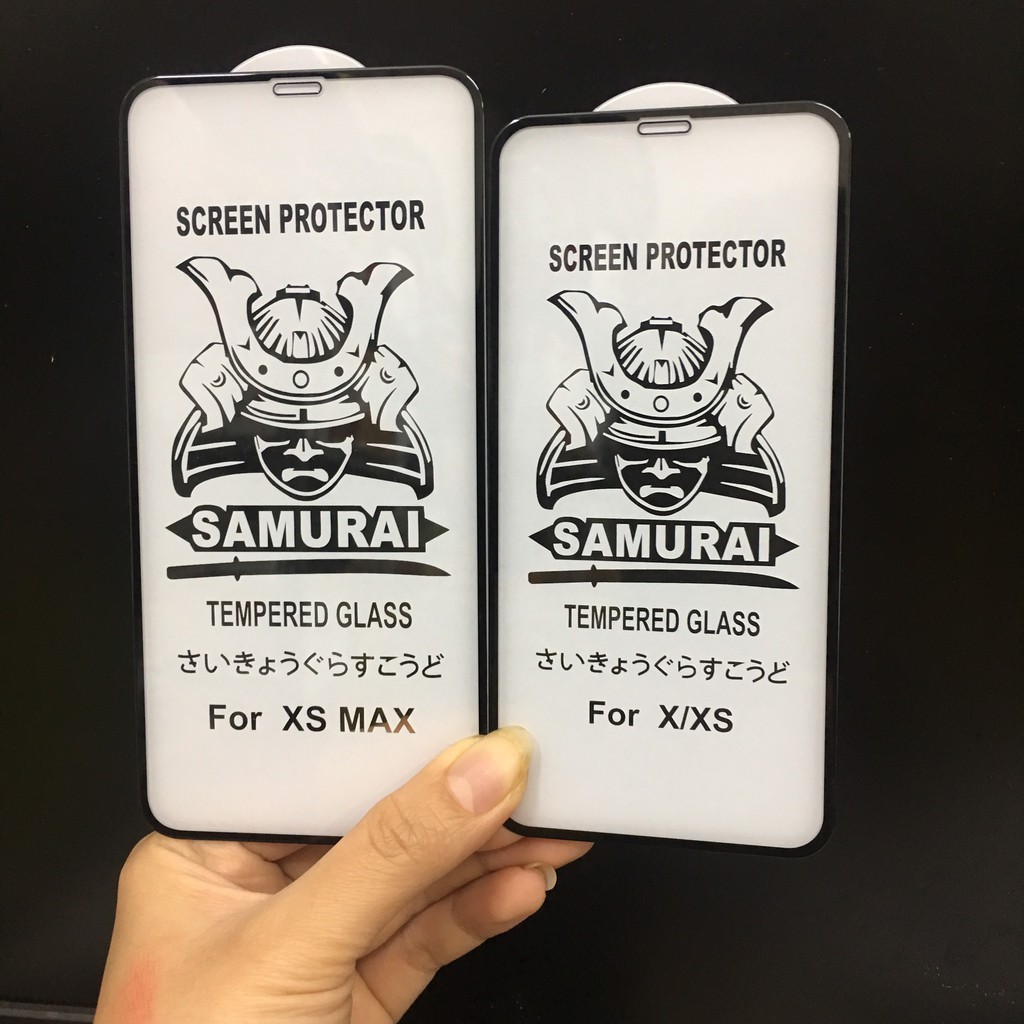 SCREEN PROTECTOR
SAMURAI
TEMPERED GLASS
さいきょうぐらすこうど
For XS MAX
SCREEN PROTECTOR
SAMURAI
TEMPERED GLASS
さいきょうぐらすこうど
For X/XS